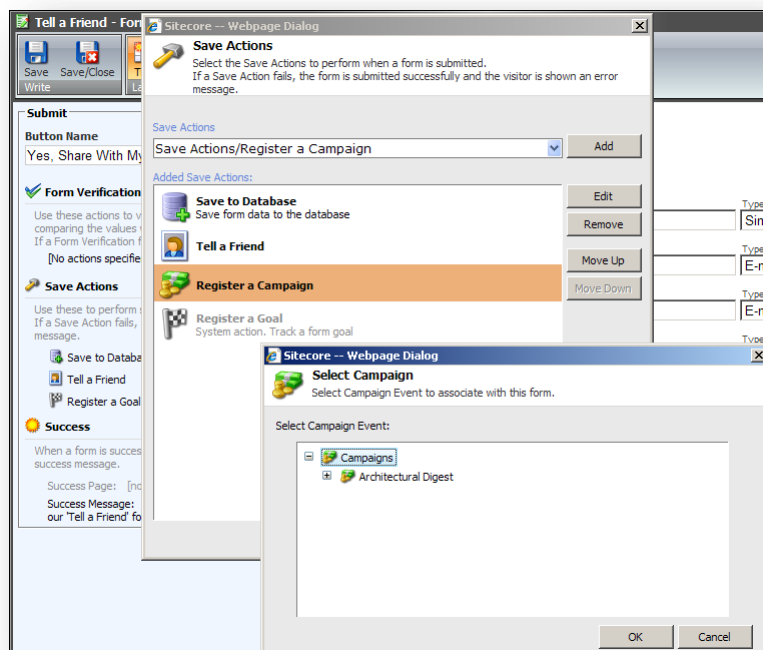 Tell a Friend - For
Save
Save/Close
Write
La
Submit
Button Name
Yes, Share With My
Form Verification
Use these actions to v
comparing the values
If a Form Verification f
[No actions specifie
Save Actions
Use these to perform
If a Save Action fails,
message.
Save to Databa
Tell a Friend
Register a Goal
Success
When a form is succes
success message.
Success Page: [no
Success Message:
our 'Tell a Friend' fo
Sitecore -- Webpage Dialog
Save Actions
Select the Save Actions to perform when a form is submitted.
If a Save Action fails, the form is submitted successfully and the visitor is shown an error
message.
Save Actions
Save Actions/Register a Campaign
Add
Added Save Actions:
Save to Database
Save form data to the database
Tell a Friend
Register a Campaign
Register a Goal
System action. Track a form goal
Edit
Remove
Move Up
Move Down
Type
Sin
Type
E-m
Type
E-m
Type
Sitecore -- Webpage Dialog
Select Campaign
Select Campaign Event to associate with this form.
Select Campaign Event:
Campaigns
Architectural Digest
OK
Cancel